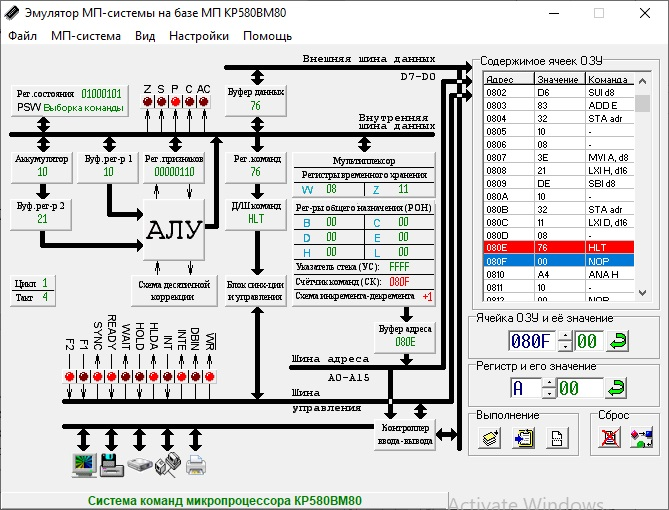 Эмулятор МП-системы на базе МП КР580ВМ80
Файл МП-система Вид Настройки Помощь
Внешняя шина данных
D7-D0
Z S P C AC
Рег.состояния 01000101
PSW Выборка команды
Буфер данных
76
Внутренняя
шина данных
Аккумулятор
10
Буф.рег-р 1
10
Рег.признаков
00000110
Рег.команд
76
Мультиплексор
Регистры временного хранения
W 08 Z 11
Буф.рег-р 2
21
АЛУ
Д/Ш команд
HLT
Рег-ры общего назначения (РОН)
B 00 C 00
D 00 E 00
H 00 L 00
Указатель стека (УС): FFFF
Счётчик команд (СК): 080F
Схема инкремента-декремента +1
Цикл 1
Такт 4
Схема десятичной
коррекции
Блок синх-ции
и управления
Буфер адреса
080E
F2 F1 SYNC READY WAIT HOLD HLDA INT INTE DBIN WR
Шина адреса
A0-A15
Шина
управления
Контроллер
ввода-вывода
Содержимое ячеек ОЗУ
Адрес Значение Команда
0802 D6 SUI d8
0803 83 ADD E
0804 32 STA adr
0805 10 -
0806 08 -
0807 3E MVI A, d8
0808 21 LXI H, d16
0809 DE SBI d8
080A 10 -
080B 32 STA adr
080C 11 LXI D, d16
080D 08 -
080E 76 HLT
080F 00 NOP
0810 A4 ANA H
0812 00 NOP
Ячейка ОЗУ и её значение
080F 00
Регистр и его значение
A 00
Выполнение
Сброс
Система команд микропроцессора КР580ВМ80
Activate Windows